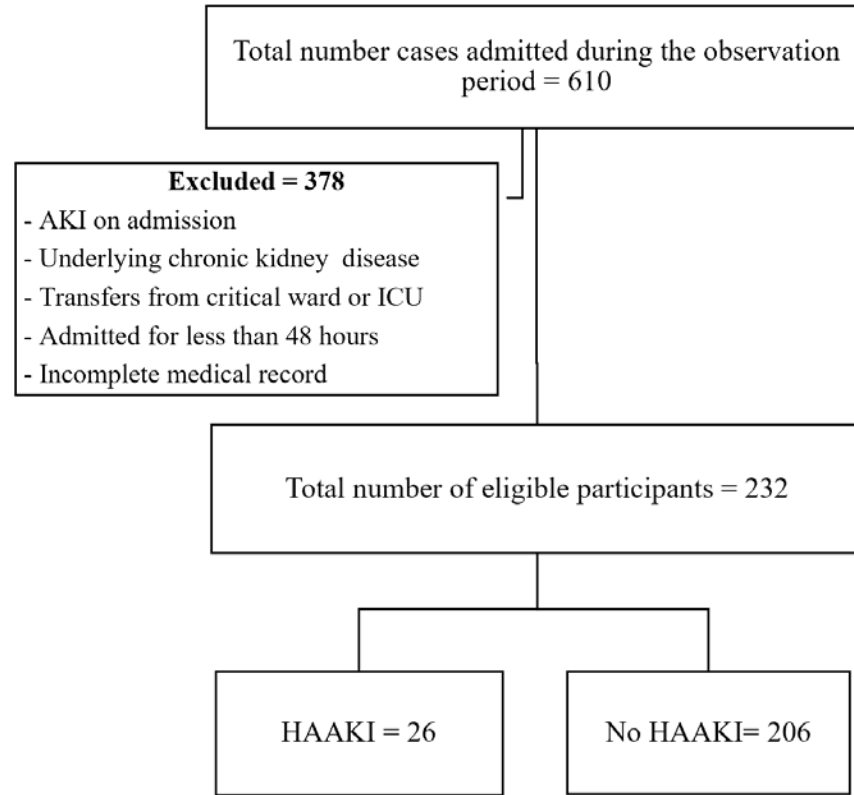 Total number cases admitted during the observation
period = 610
Excluded = 378
- AKI on admission
- Underlying chronic kidney disease
- Transfers from critical ward or ICU
- Admitted for less than 48 hours
- Incomplete medical record
Total number of eligible participants = 232
HAAKI = 26
No HAAKI= 206